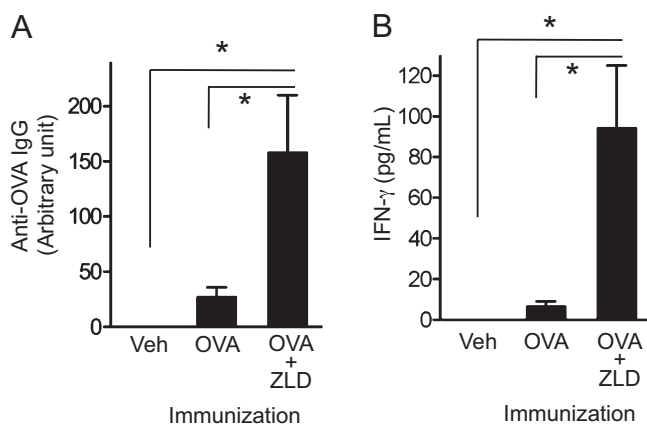 A
*
*
Anti-OVA IgG
(Arbitrary unit)
200
150
100
50
0
Veh
OVA
OVA
+
ZLD
Immunization
B
*
*
IFN-γ (pg/mL)
120
100
80
60
40
20
0
Veh
OVA
OVA
+
ZLD
Immunization